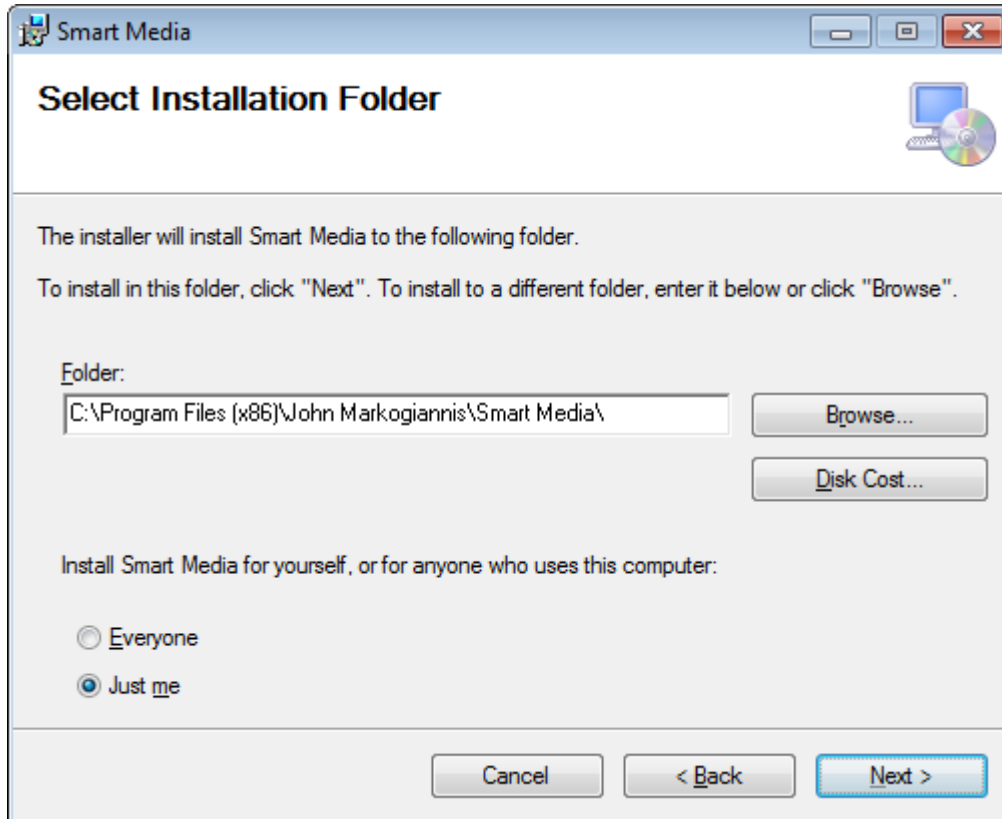 Smart Media
Select Installation Folder
The installer will install Smart Media to the following folder.
To install in this folder, click "Next". To install to a different folder, enter it below or click "Browse".
Folder:
C:\Program Files (x86)\John Markogiannis\Smart Media\
Browse...
Disk Cost...
Install Smart Media for yourself, or for anyone who uses this computer:
Everyone
Just me
Cancel
< Back
Next >